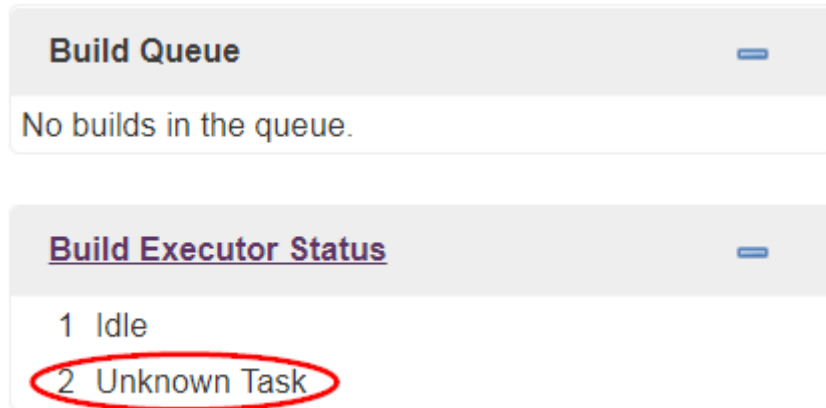 Build Queue
No builds in the queue.
Build Executor Status
1 Idle
2 Unknown Task